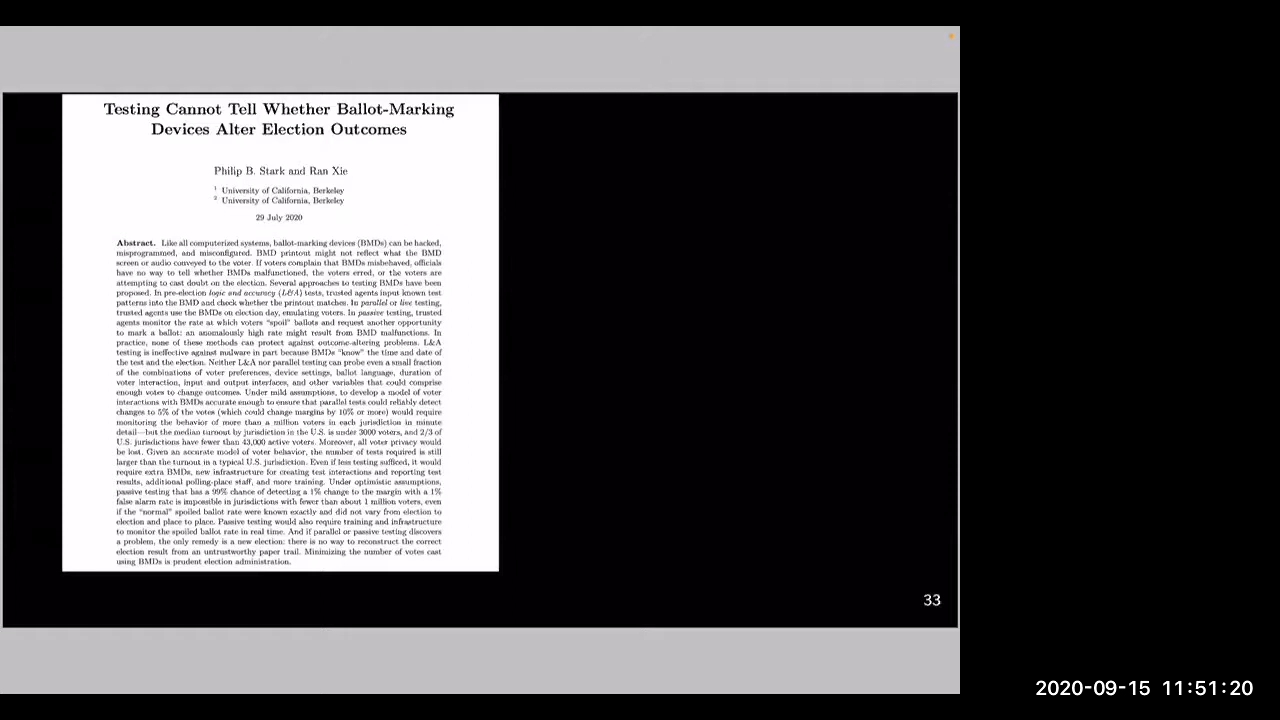 Testing Cannot Tell Whether Ballot-Marking
Devices Alter Election Outcomes
Philip B. Stark and Ran Xie
1 University of California, Berkeley
2 University of California, Berkeley
29 July 2020
Abstract. Like all computerized systems, ballot-marking devices (BMDs) can be hacked,
misprogrammed, and misconfigured. BMD printout might not reflect what the BMD
screen or audio conveyed to the voter. If voters complain that BMDs misbehaved, officials
have no way to tell whether BMDs malfunctioned, the voters erred, or the voters are
attempting to cast doubt on the election. Several approaches to testing BMDs have been
proposed. In pre-election logic and accuracy (L&A) tests, trusted agents input known test
patterns into the BMD and check whether the printout matches. In parallel or live testing,
trusted agents use the BMDs on election day, emulating voters. In passive testing, trusted
agents monitor the rate at which voters “spoil” ballots and request another opportunity
to mark a ballot: an anomalously high rate might result from BMD malfunctions. In
practice, none of these methods can protect against outcome-altering problems. L&A
testing is ineffective against malware in part because BMDs “know” the time and date of
the test and the election. Neither L&A nor parallel testing can probe even a small fraction
of the combinations of voter preferences, device settings, ballot language, duration of
voter interaction, input and output interfaces, and other variables that could comprise
enough votes to change outcomes. Under mild assumptions, to develop a model of voter
interactions with BMDs accurate enough to ensure that parallel tests could reliably detect
changes to 5% of the votes (which could change margins by 10% or more) would require
monitoring the behavior of more than a million voters in each jurisdiction in minute
detail—but the median turnout by jurisdiction in the U.S. is under 3000 voters, and 2/3 of
U.S. jurisdictions have fewer than 43,000 active voters. Moreover, all voter privacy would
be lost. Given an accurate model of voter behavior, the number of tests required is still
larger than the turnout in a typical U.S. jurisdiction. Even if less testing sufficed, it would
require extra BMDs, new infrastructure for creating test interactions and reporting test
results, additional polling-place staff, and more training. Under optimistic assumptions,
passive testing that has a 99% chance of detecting a 1% change to the margin with a 1%
false alarm rate is impossible in jurisdictions with fewer than about 1 million voters, even
if the “normal” spoiled ballot rate were known exactly and did not vary from election to
election and place to place. Passive testing would also require training and infrastructure
to monitor the spoiled ballot rate in real time. And if parallel or passive testing discovers
a problem, the only remedy is a new election: there is no way to reconstruct the correct
election result from an untrustworthy paper trail. Minimizing the number of votes cast
using BMDs is prudent election administration.
33
2020-09-15 11:51:20